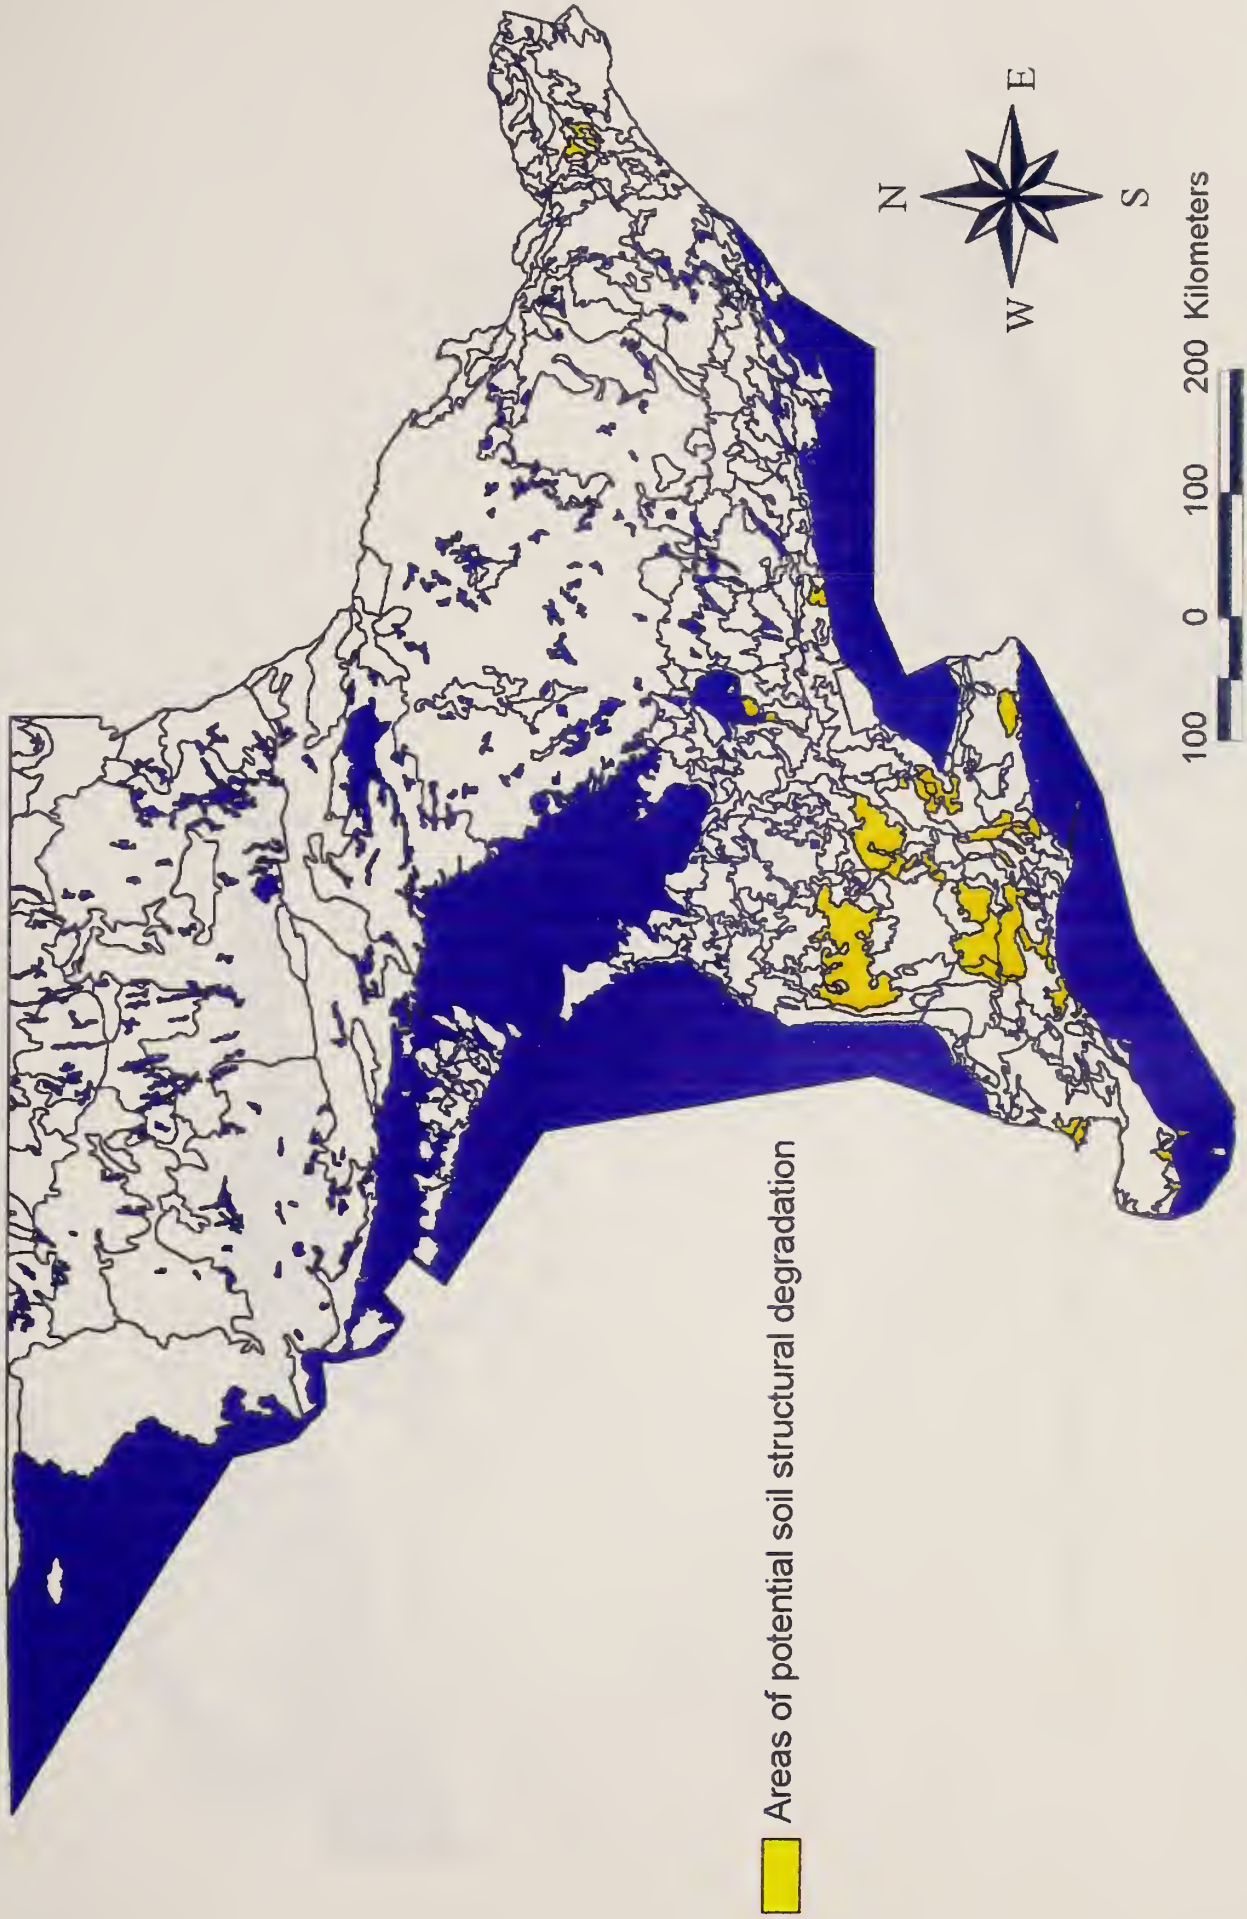 N
W
E
S
100 0 100 200 Kilometers
Areas of potential soil structural degradation